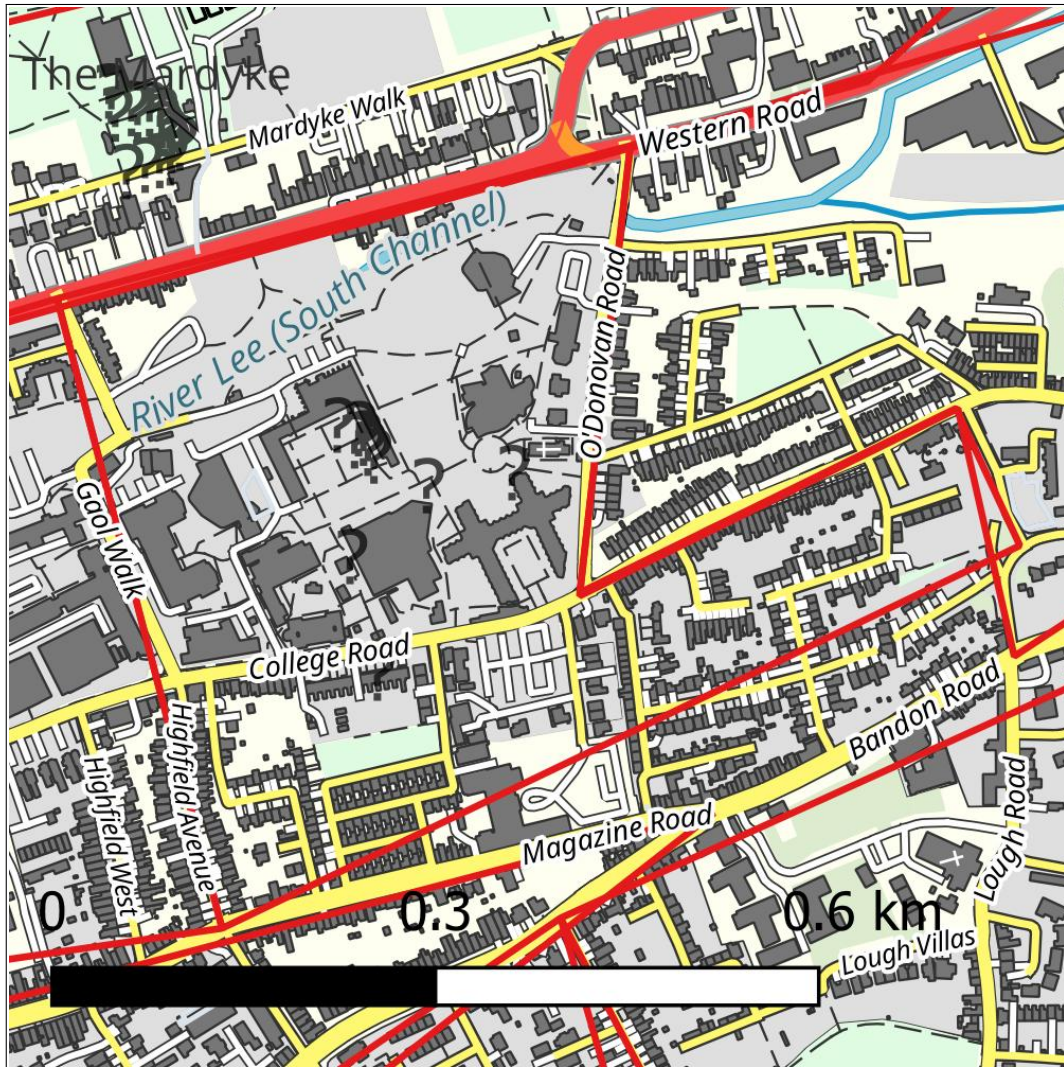 The Mardyke
Mardyke Walk
Western Road
River Lee (South Channel)
O'Donovan Road
Gaol Walk
College Road
Highfield Avenue
Highfield West
Bandon Road
Magazine Road
Lough Road
Lough Villas
0 0.3 0.6 km
? ? ? ? ?